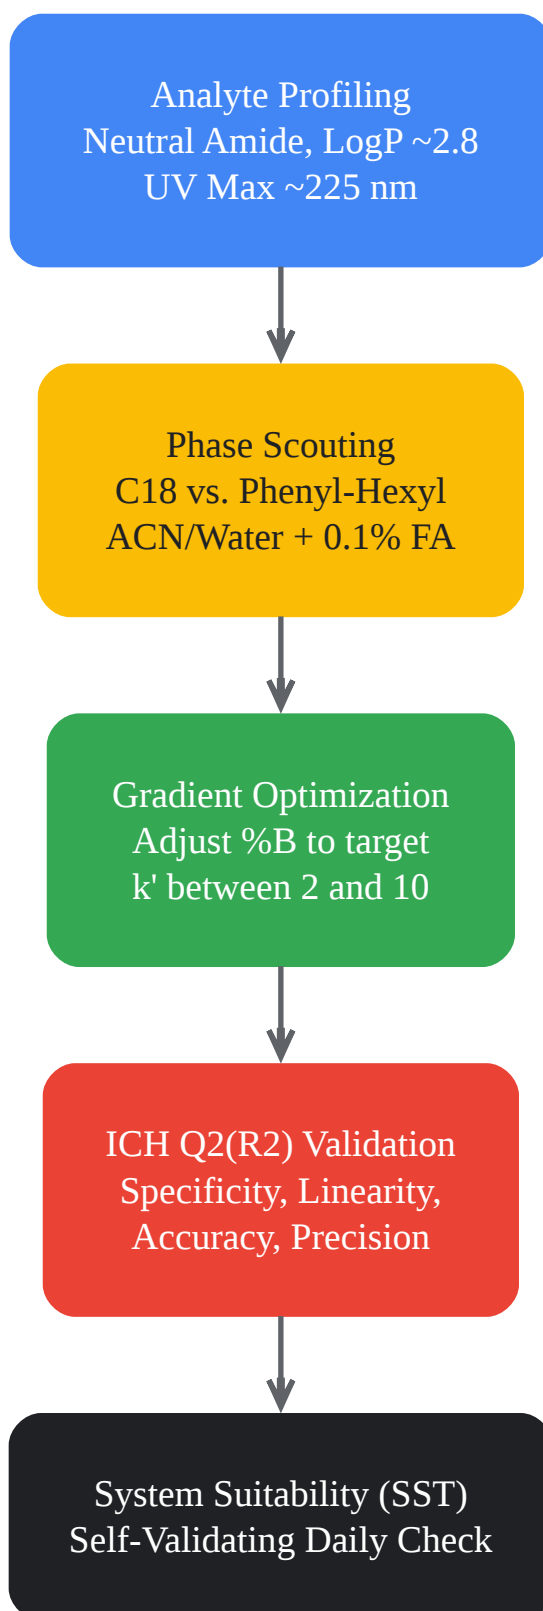 Analyte Profiling
Neutral Amide, LogP ~2.8
UV Max ~225 nm
Phase Scouting
C18 vs. Phenyl-Hexyl
ACN/Water + 0.1% FA
Gradient Optimization
Adjust %B to target
k' between 2 and 10
ICH Q2(R2) Validation
Specificity, Linearity,
Accuracy, Precision
System Suitability (SST)
Self-Validating Daily Check